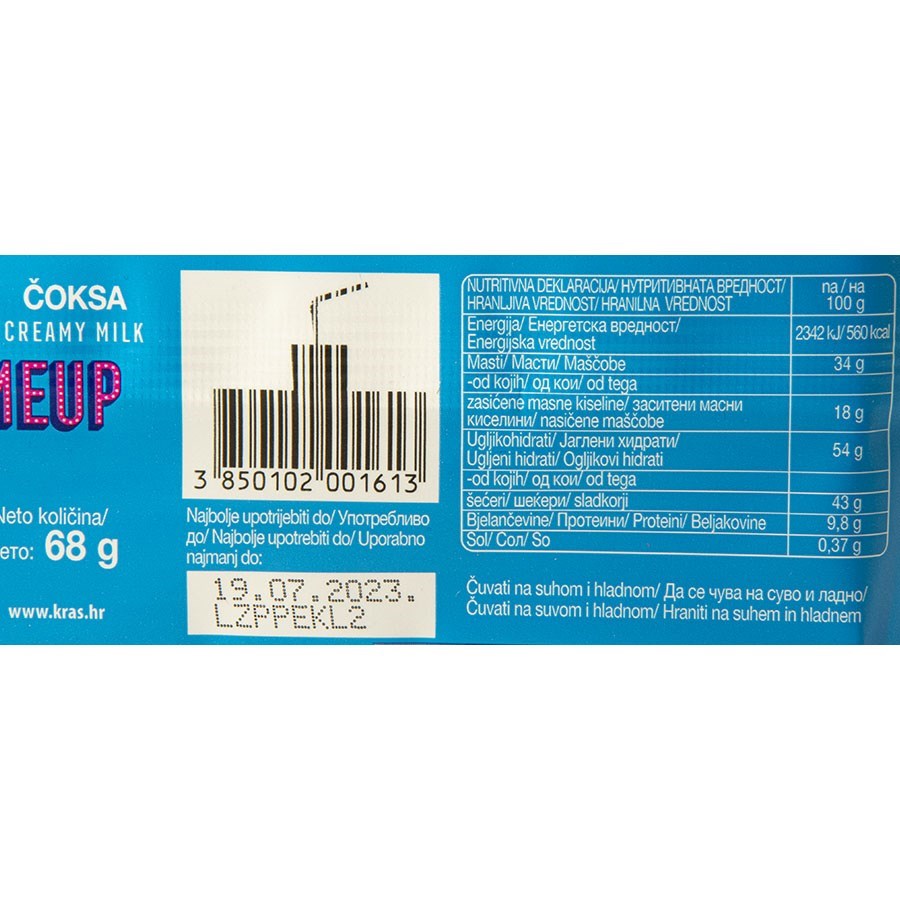 ČOKSA
CREAMY MILK
MEUP
Neto količina/
ето: 68 g
www.kras.hr
3 850102 001613
Najbolje upotrijebiti do/ Употребливо
до/ Najbolje upotrebiti do/ Uporabno
najmanj do:
19.07.2023.
LZPPEKL2
NUTRITIVNA DEKLARACIJA/ НУТРИТИВНАТА ВРЕДНОСТ/ na / на
HRANLJIVA VREDNOST/ HRANILNA VREDNOST 100 g
Energija/ Енергетска вредност/
Energijska vrednost 2342 kJ/ 560 kcal
Masti/ Масти/ Maščobe 34 g
-od kojih/ од кои/ od tega
zasićene masne kiseline/ заситени масни
киселини/ nasičene maščobe 18 g
Ugljikohidrati/ Јаглени хидрати/
Ugljeni hidrati/ Ogljikovi hidrati 54 g
-od kojih/ од кои/ od tega
šećeri/ шеќери/ sladkorji 43 g
Bjelančevine/ Протеини/ Proteini/ Beljakovine 9,8 g
Sol/ Сол/ So 0,37 g
Čuvati na suhom i hladnom/ Да се чува на суво и ладно/
Čuvati na suvom i hladnom/ Hraniti na suhem in hladnem